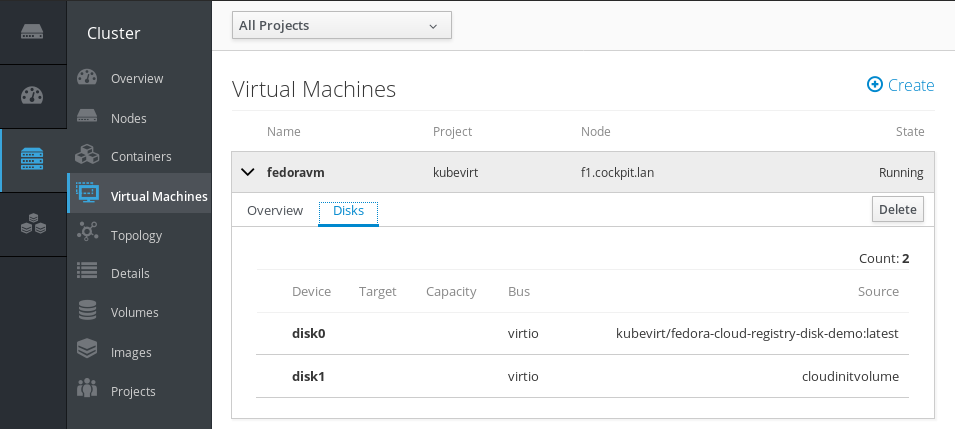 All Projects
Cluster
Overview
Nodes
Containers
Virtual Machines
Topology
Details
Volumes
Images
Projects
Virtual Machines Create
Name Project Node State
fedoravm kubevirt f1.cockpit.lan Running
Overview Disks Delete
Count: 2
Device Target Capacity Bus Source
disk0 virtio kubevirt/fedora-cloud-registry-disk-demo:latest
disk1 virtio cloudinitvolume